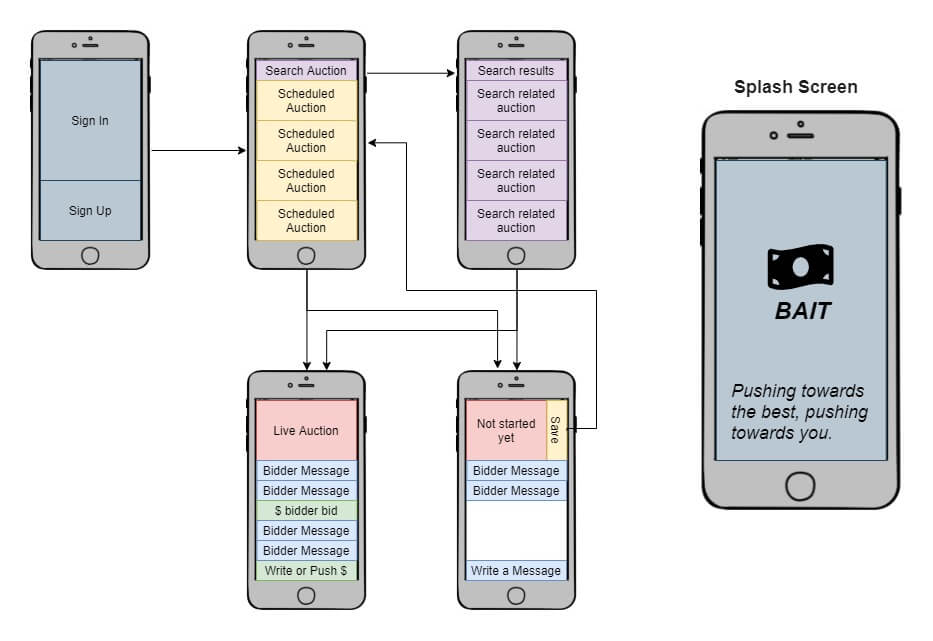 Sign In
Sign Up
Search Auction
Scheduled
Auction
Scheduled
Auction
Scheduled
Auction
Scheduled
Auction
Search results
Search related
auction
Search related
auction
Search related
auction
Search related
auction
Live Auction
Bidder Message
Bidder Message
$ bidder bid
Bidder Message
Bidder Message
Write or Push $
Not started
yet
Save
Bidder Message
Bidder Message
Write a Message
Splash Screen
BAIT
Pushing towards
the best, pushing
towards you.